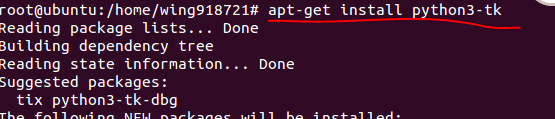 root@ubuntu:/home/wing918721# apt-get install python3-tk
Reading package lists... Done
Building dependency tree
Reading state information... Done
Suggested packages:
  tix python3-tk-dbg
The following NEW packages will be installed: